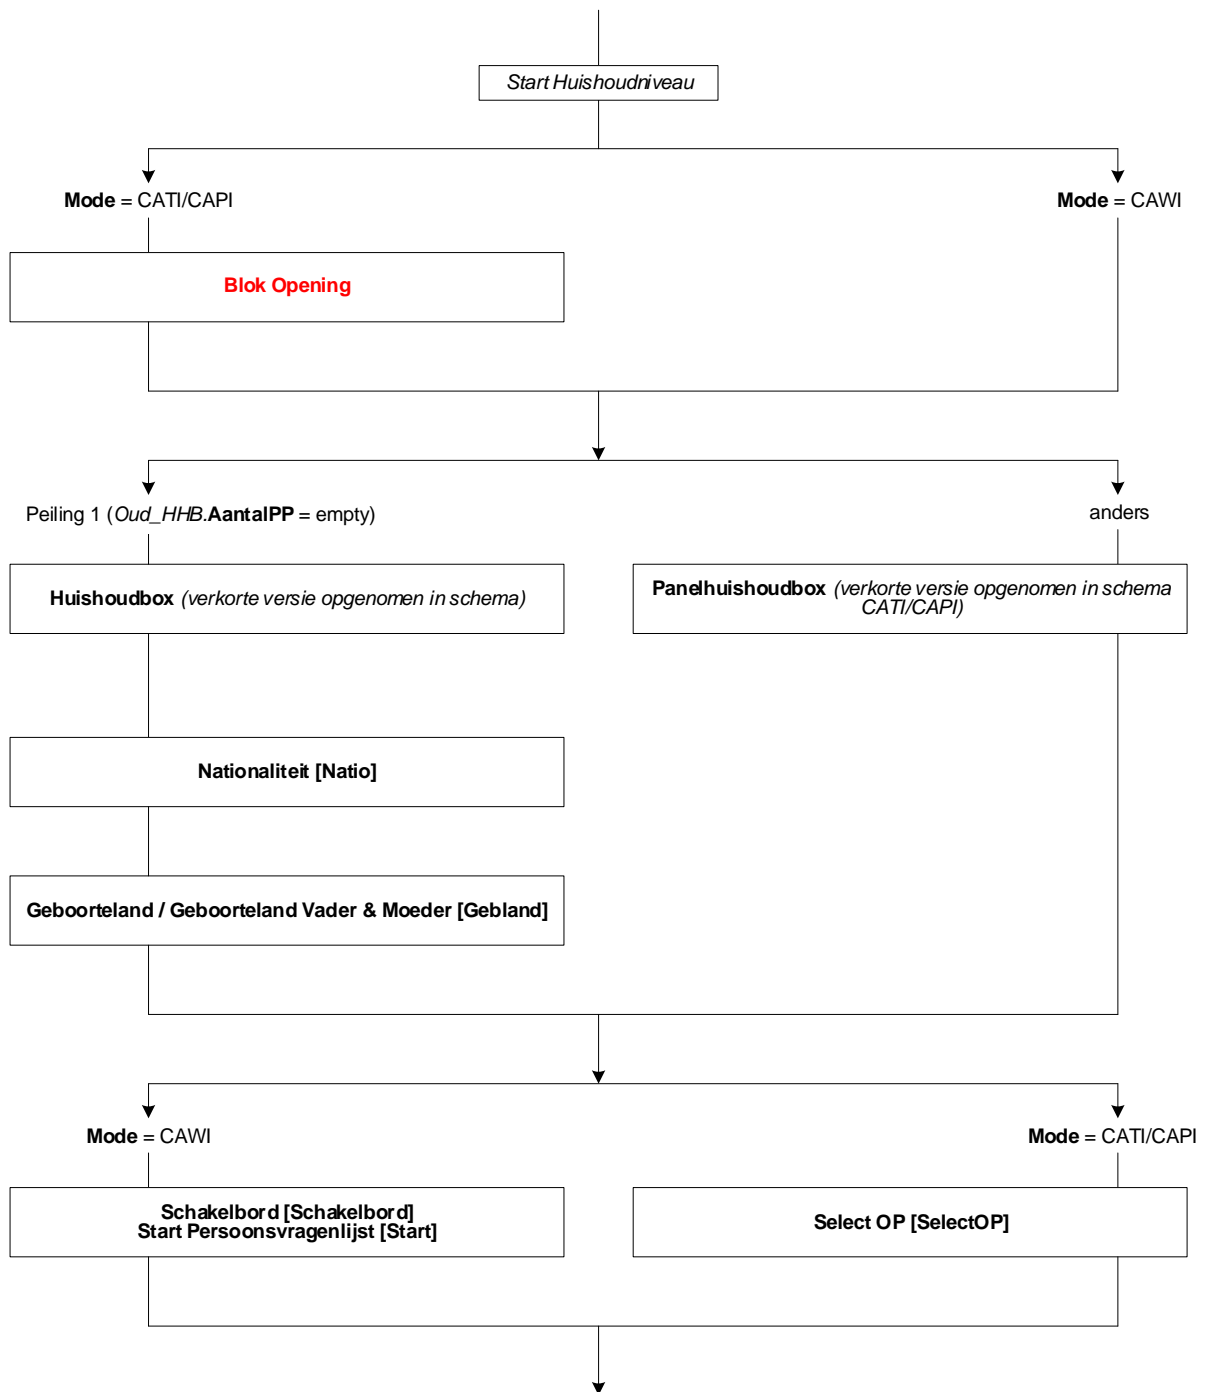 Start Huishoudniveau
Mode = CATI/CAPI
Mode = CAWI
Blok Opening
Peiling 1 (Oud_HHB.AantalPP = empty)
anders
Huishoudbox (verkorte versie opgenomen in schema)
Panelhuishoudbox (verkorte versie opgenomen in schema
CATI/CAPI)
Nationaliteit [Natio]
Geboorteland / Geboorteland Vader & Moeder [Gebland]
Mode = CAWI
Mode = CATI/CAPI
Schakelbord [Schakelbord]
Start Persoonsvragenlijst [Start]
Select OP [SelectOP]